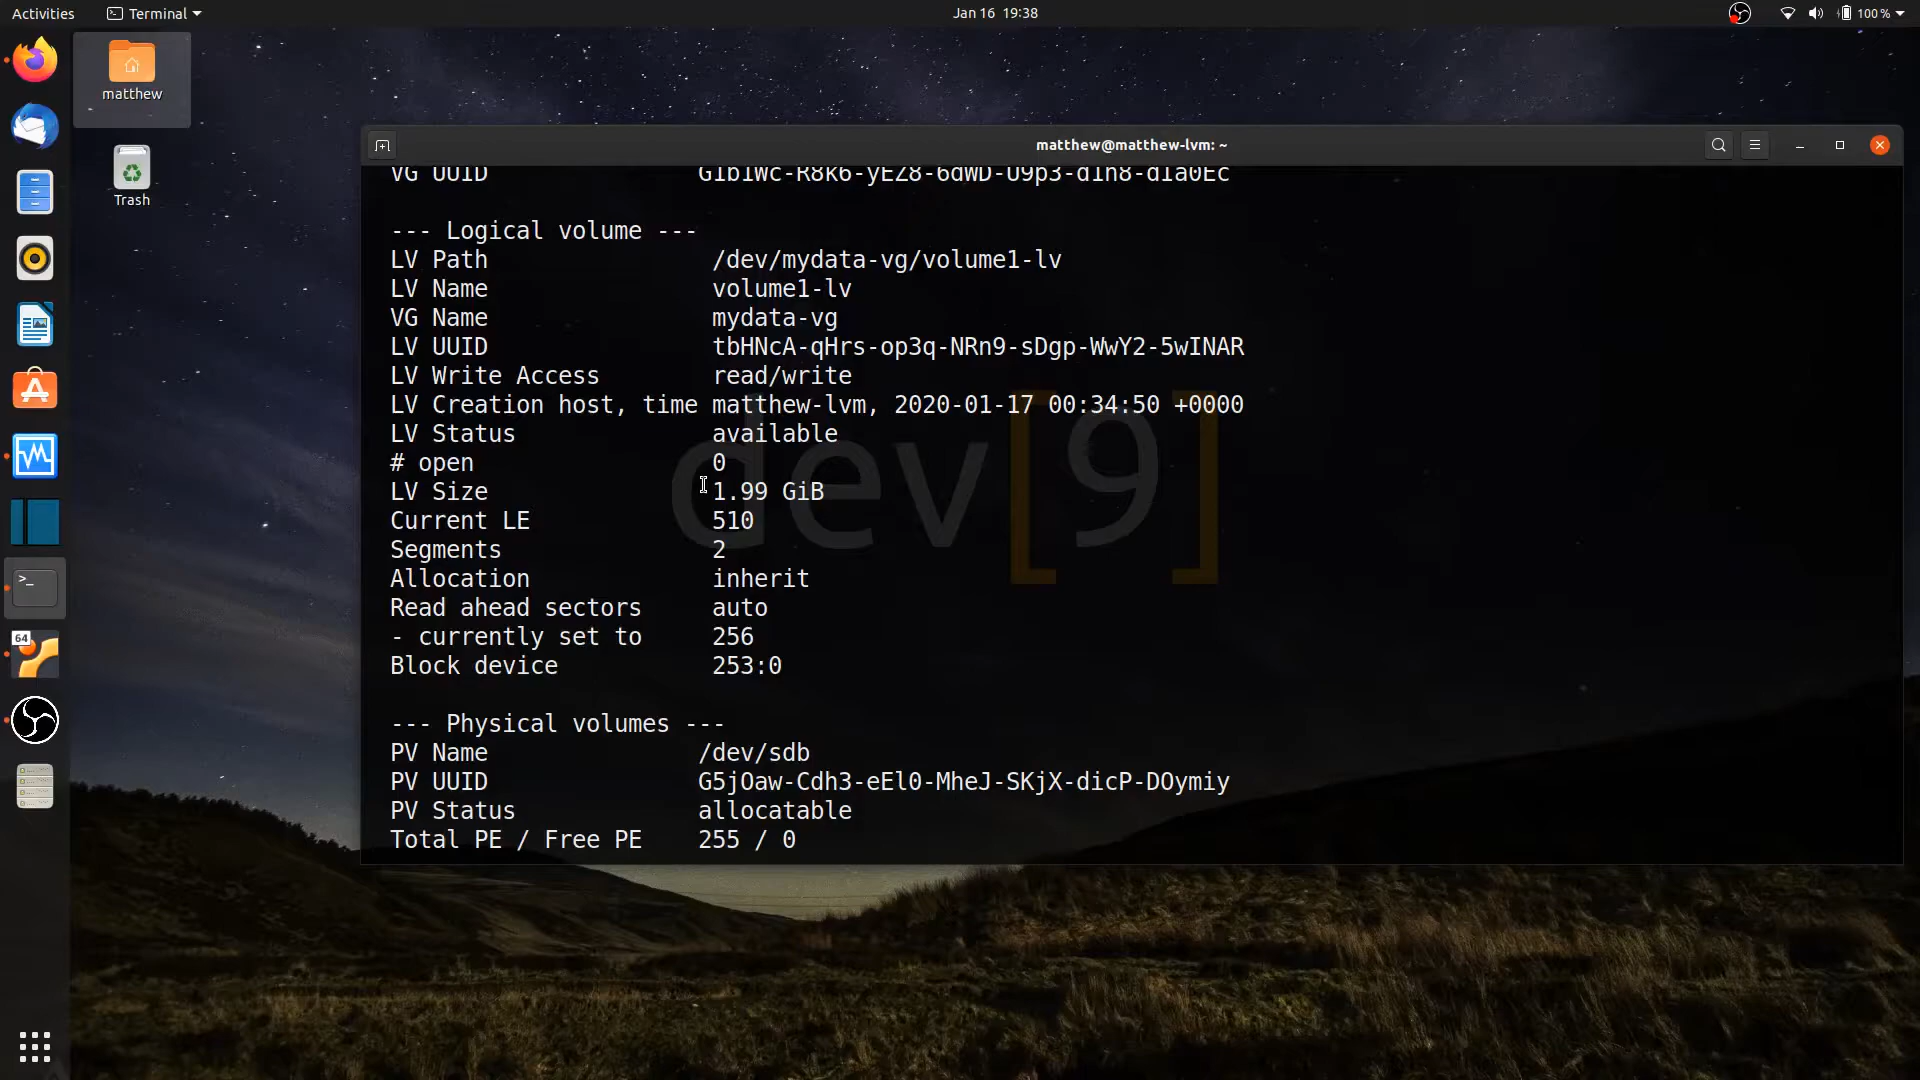 Activities
Terminal
Jan 16 19:38
100 %
matthew
Trash
matthew@matthew-lvm: ~
VG UUID
--- Logical volume ---
LV Path /dev/mydata-vg/volume1-lv
LV Name volume1-lv
VG Name mydata-vg
LV UUID tbHNcA-qHrs-op3q-NRn9-sDgp-WwY2-5wINAR
LV Write Access read/write
LV Creation host, time matthew-lvm, 2020-01-17 00:34:50 +0000
LV Status available
# open 0
LV Size 1.99 GiB
Current LE 510
Segments 2
Allocation inherit
Read ahead sectors auto
- currently set to 256
Block device 253:0
--- Physical volumes ---
PV Name /dev/sdb
PV UUID G5jOaw-Cdh3-eEl0-MheJ-SKjX-dicP-DOymiy
PV Status allocatable
Total PE / Free PE 255 / 0
dev[9]
>_
64